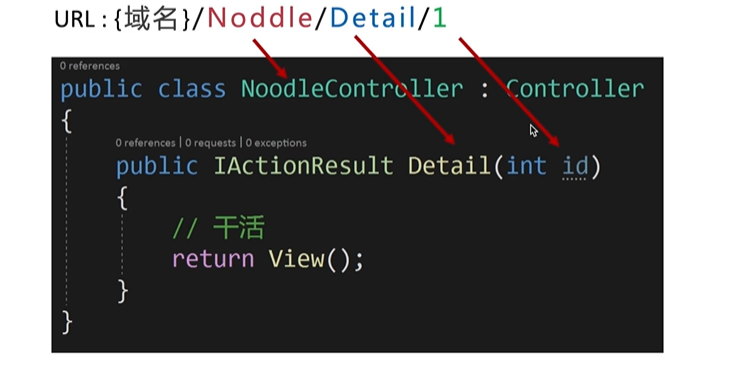 URL:{域名}/Noddle/Detail/1
0 references
public class NoodleController : Controller
{
0 references | 0 requests | 0 exceptions
public IActionResult Detail(int id)
{
// 干活
return View();
}
}